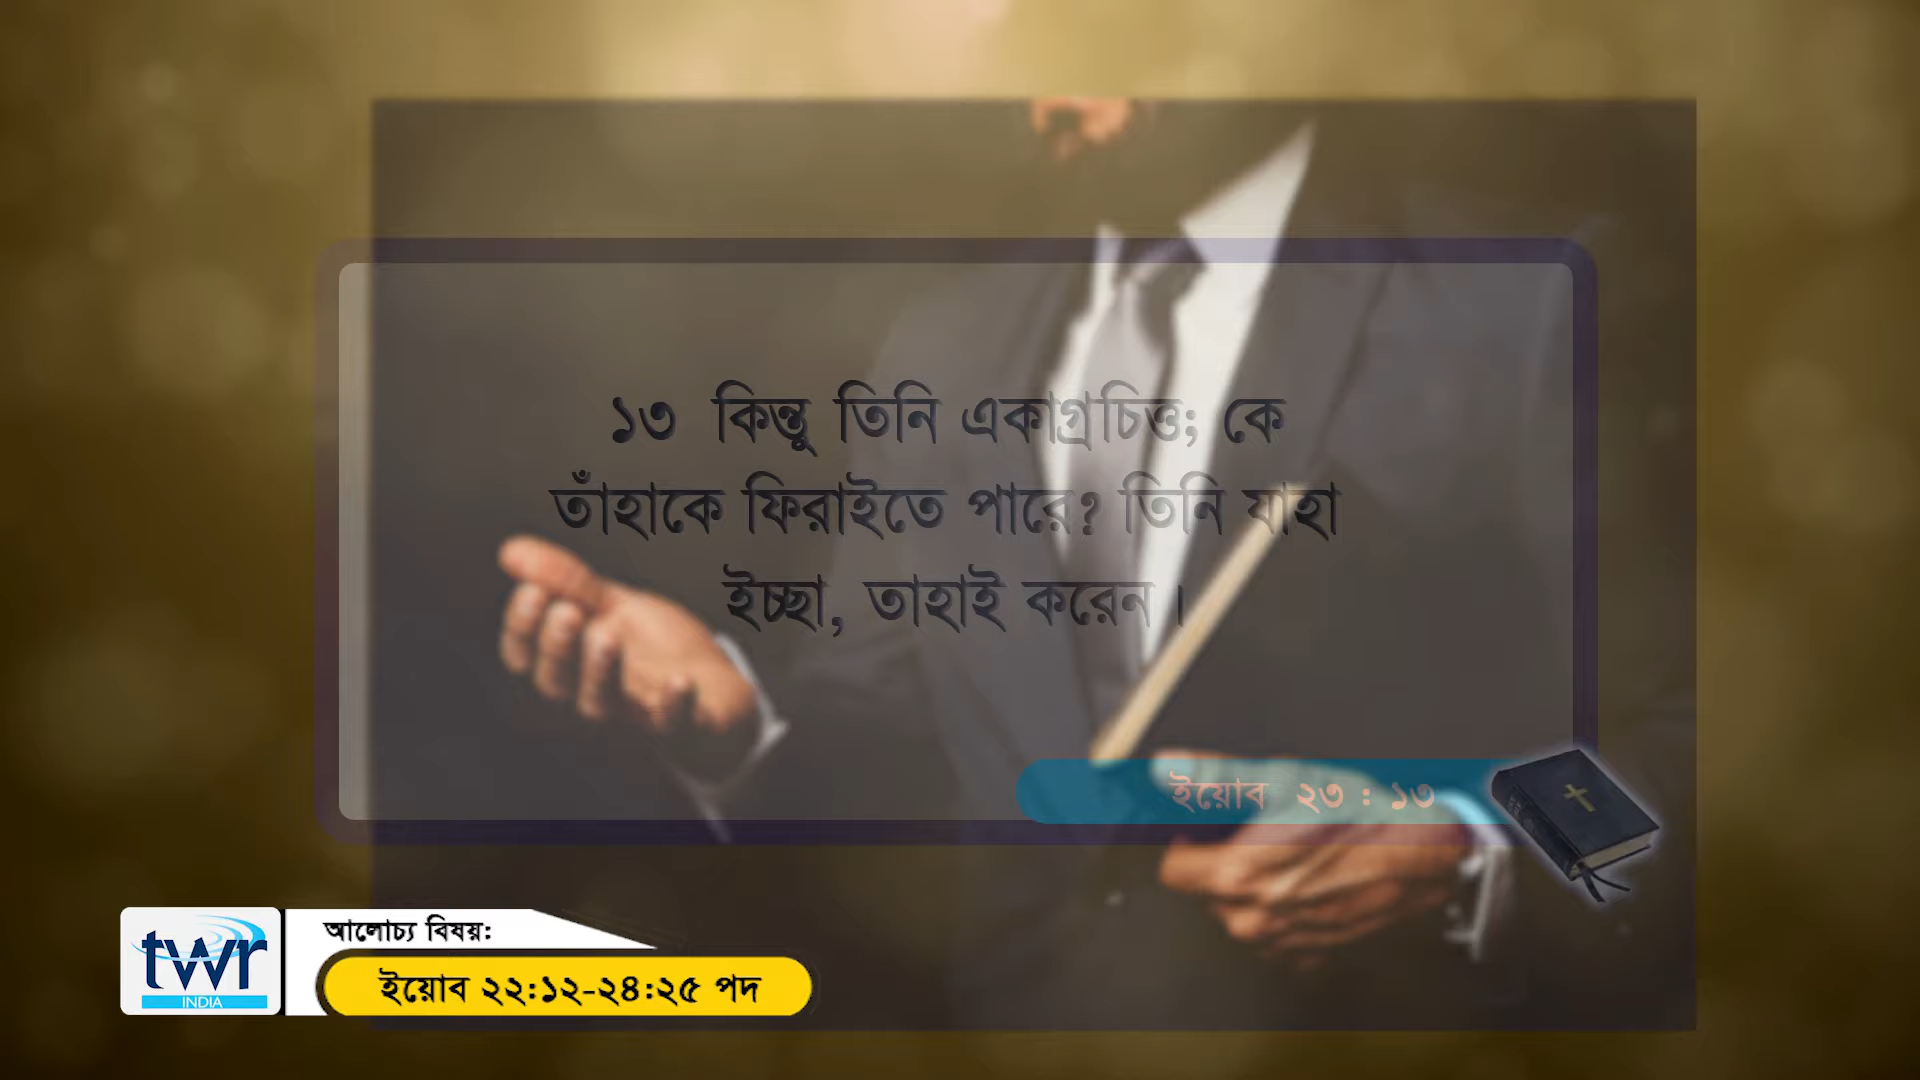 ১৩ কিন্তু তিনি একাগ্রচিত্ত; কে
তাঁহাকে ফিরাইতে পারে? তিনি যাহা
ইচ্ছা, তাহাই করেন।
ইয়োব ২৩ : ১৩
twr
INDIA
আলোচ্য বিষয়:
ইয়োব ২২:১২-২৪:২৫ পদ